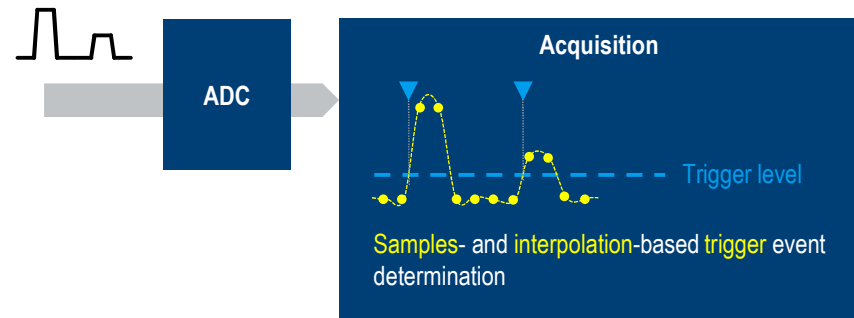 ADC
Acquisition
Trigger level
Samples- and interpolation-based trigger event
determination